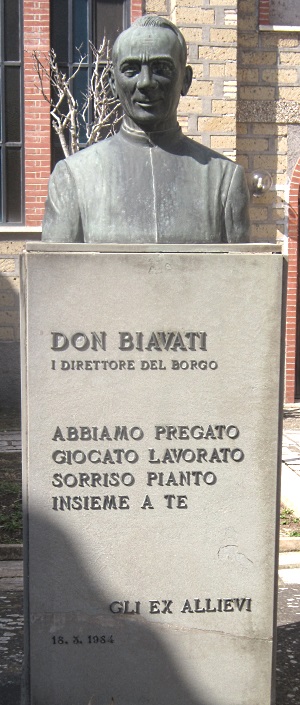 DON BIAVATI
I DIRETTORE DEL BORGO
ABBIAMO PREGATO
GIOCATO LAVORATO
SORRISO PIANTO
INSIEME A TE
GLI EX ALLIEVI
18. 3. 1984